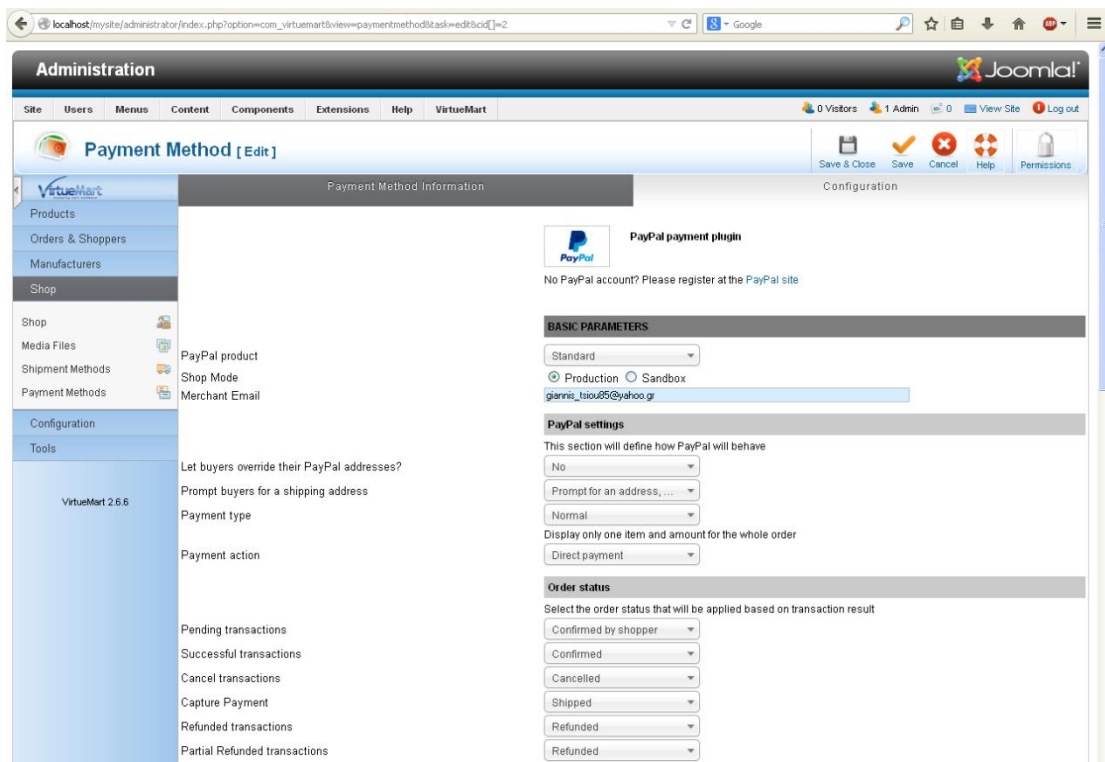 localhost/mysite/administrator/index.php?option=com_virtuemart&view=paymentmethod&task=edit&cid[]=2
Google
Administration
Joomla!
Site Users Menus Content Components Extensions Help VirtueMart
0 Visitors 1 Admin 0 View Site Log out
Payment Method [ Edit ]
Save & Close Save Cancel Help Permissions
VirtueMart
Payment Method Information Configuration
Products
Orders & Shoppers
Manufacturers
Shop
Shop
Media Files
Shipment Methods
Payment Methods
Configuration
Tools
VirtueMart 2.6.6
PayPal
PayPal payment plugin
No PayPal account? Please register at the PayPal site
BASIC PARAMETERS
PayPal product Standard
Shop Mode Production Sandbox
Merchant Email giannis_tsiou85@yahoo.gr
PayPal settings
This section will define how PayPal will behave
Let buyers override their PayPal addresses? No
Prompt buyers for a shipping address Prompt for an address, ...
Payment type Normal
Display only one item and amount for the whole order
Payment action Direct payment
Order status
Select the order status that will be applied based on transaction result
Pending transactions Confirmed by shopper
Successful transactions Confirmed
Cancel transactions Cancelled
Capture Payment Shipped
Refunded transactions Refunded
Partial Refunded transactions Refunded